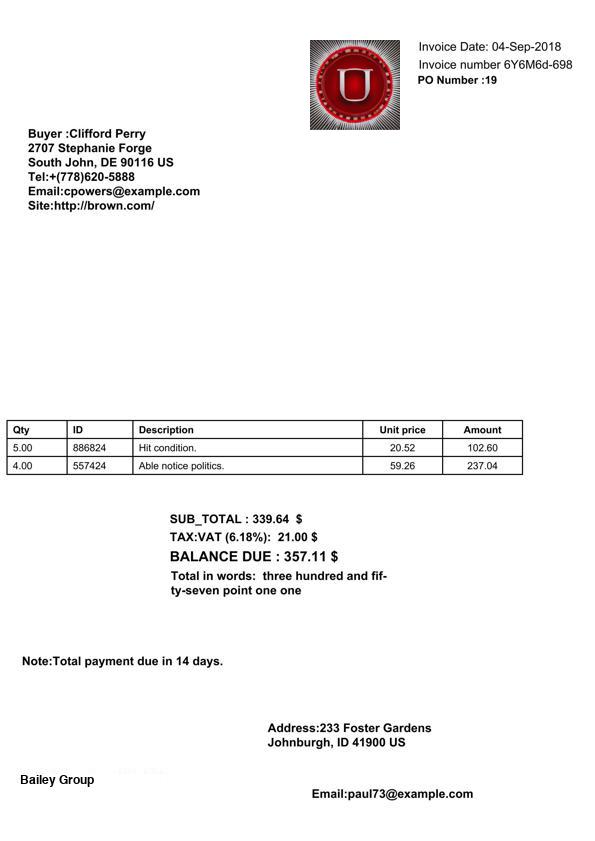 U
Invoice Date: 04-Sep-2018
Invoice number 6Y6M6d-698
PO Number :19
Buyer :Clifford Perry
2707 Stephanie Forge
South John, DE 90116 US
Tel:+(778)620-5888
Email:cpowers@example.com
Site:http://brown.com/
Qty ID Description Unit price Amount
5.00 886824 Hit condition. 20.52 102.60
4.00 557424 Able notice politics. 59.26 237.04
SUB_TOTAL : 339.64 $
TAX:VAT (6.18%): 21.00 $
BALANCE DUE : 357.11 $
Total in words: three hundred and fif-
ty-seven point one one
Note:Total payment due in 14 days.
Address:233 Foster Gardens
Johnburgh, ID 41900 US
Bailey Group
Email:paul73@example.com